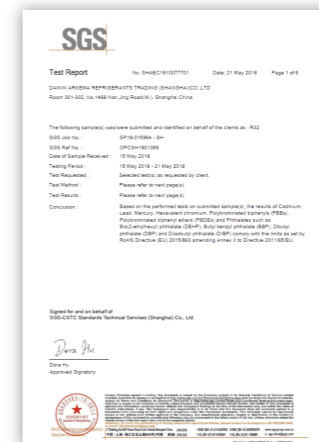 SGS
Test Report No. SHAEC1810077701 Date: 21 May 2018 Page 1 of 6
DAIKIN ARKEMA REFRIGERANTS TRADING (SHANGHAI)CO.,LTD
Room 301-302, No.1468 Nan Jing Road(W.), Shanghai China
The following sample(s) was/were submitted and identified on behalf of the clients as : R32
SGS Job No. : SP18-015984 - SH
SGS Ref No. : OPCSH1801399
Date of Sample Received : 15 May 2018
Testing Period : 15 May 2018 - 21 May 2018
Test Requested : Selected test(s) as requested by client.
Test Method : Please refer to next page(s).
Test Results : Please refer to next page(s).
Conclusion : Based on the performed tests on submitted sample(s), the results of Cadmium,
Lead, Mercury, Hexavalent chromium, Polybrominated biphenyls (PBBs),
Polybrominated diphenyl ethers (PBDEs) and Phthalates such as
Bis(2-ethylhexyl) phthalate (DEHP), Butyl benzyl phthalate (BBP), Dibutyl
phthalate (DBP) and Diisobutyl phthalate (DIBP) comply with the limits as set by
RoHS Directive (EU) 2015/863 amending Annex II to Directive 2011/65/EU.
Signed for and on behalf of
SGS-CSTC Standards Technical Services (Shanghai) Co., Ltd.
Dora Hu
Dora Hu
Approved Signatory